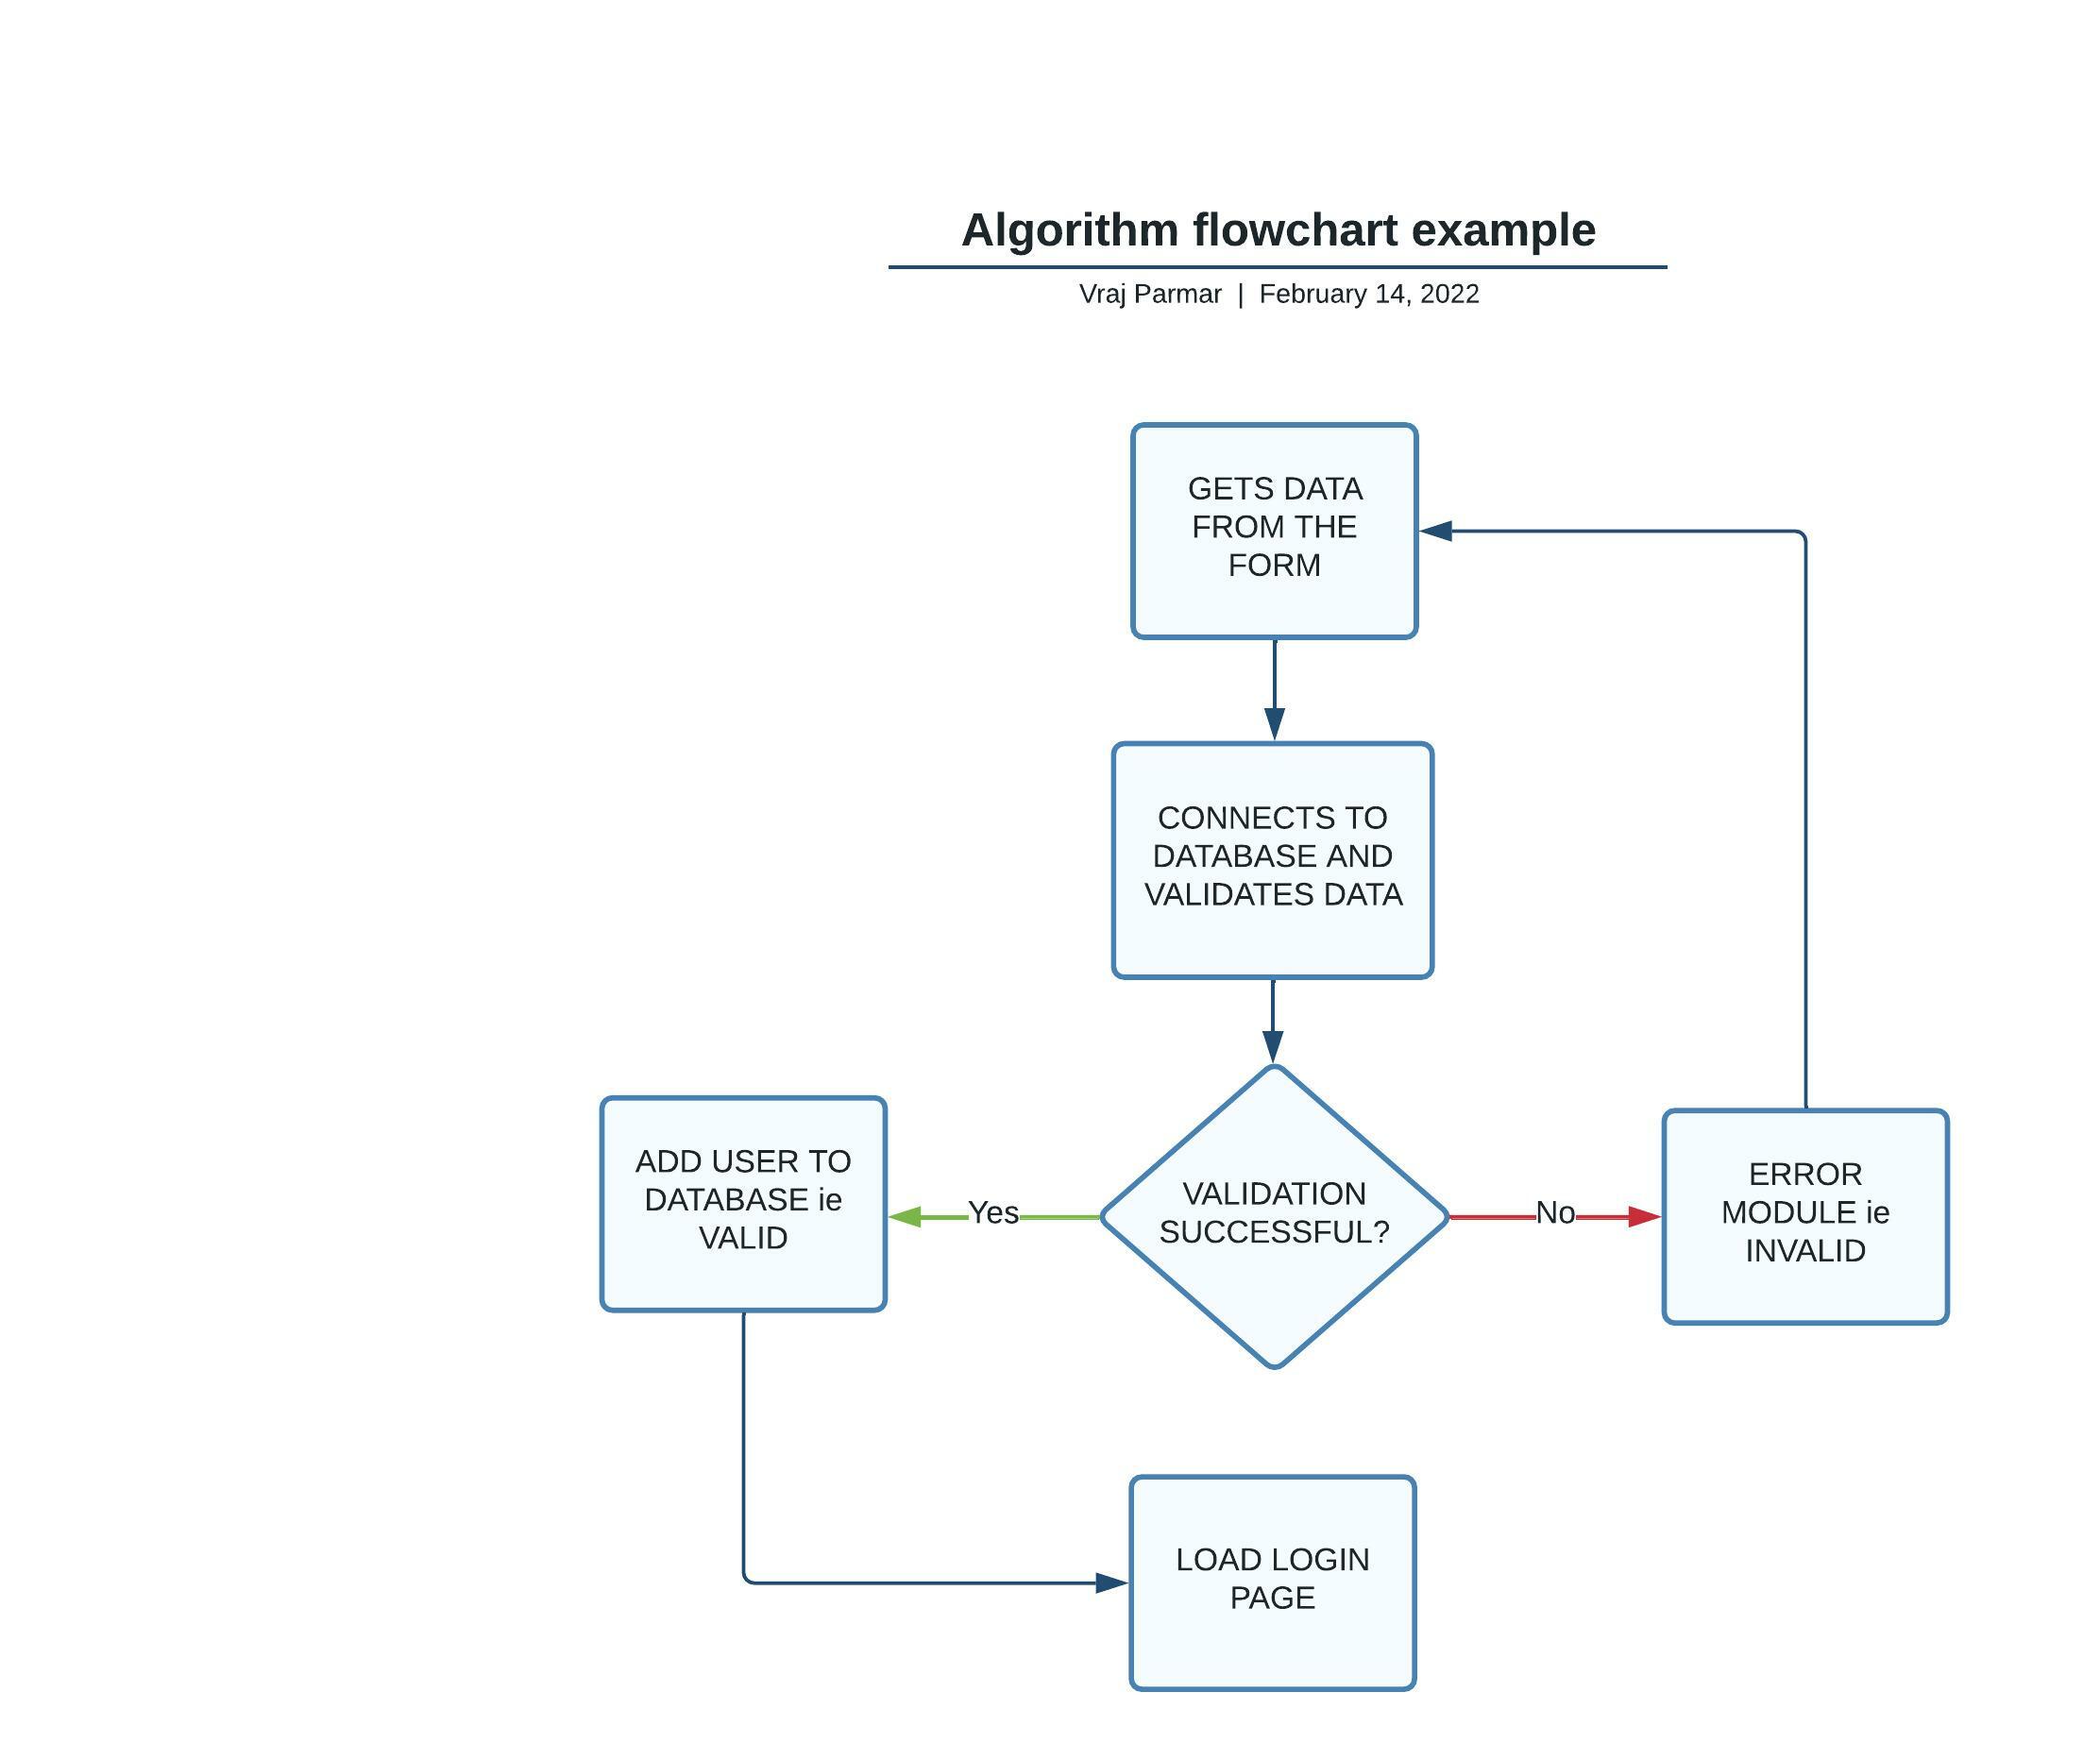 Algorithm flowchart example
Vraj Parmar | February 14, 2022
GETS DATA
FROM THE
FORM
CONNECTS TO
DATABASE AND
VALIDATES DATA
ADD USER TO
DATABASE ie
VALID
Yes
VALIDATION
SUCCESSFUL?
No
ERROR
MODULE ie
INVALID
LOAD LOGIN
PAGE